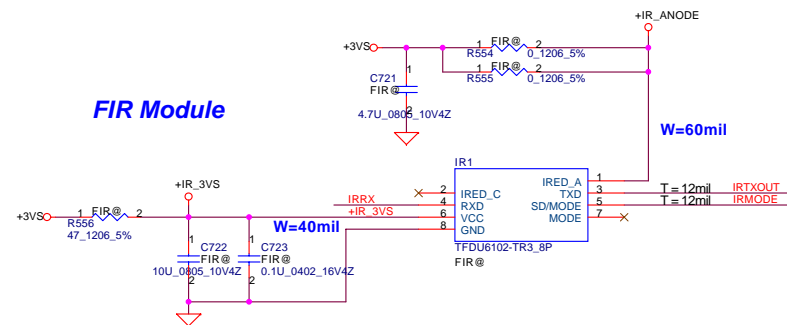 +IR_ANODE
+3VS
1 FIR@ 2
R554 0_1206_5%
1 FIR@ 2
R555 0_1206_5%
1
C721
FIR@
2
4.7U_0805_10V4Z
FIR Module
W=60mil
IR1
+IR_3VS
2 IRED_C IRED_A 1
IRRX 4 RXD TXD 3 T = 12mil IRTXOUT
+IR_3VS 6 VCC SD/MODE 5 T = 12mil IRMODE
8 GND MODE 7
+3VS 1 FIR@ 2
W=40mil
R556
47_1206_5%
TFDU6102-TR3_8P
FIR@
1 C722
FIR@
2
10U_0805_10V4Z
1 C723
FIR@
2
0.1U_0402_16V4Z